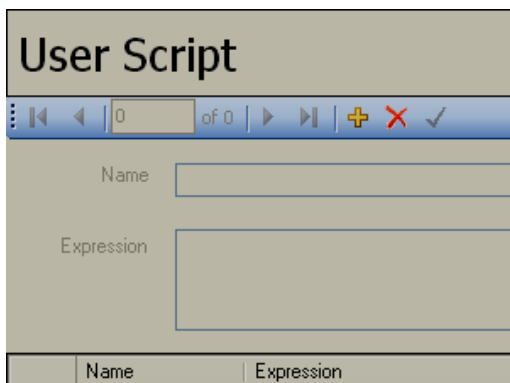 User Script
0 of 0
Name
Expression
Name Expression